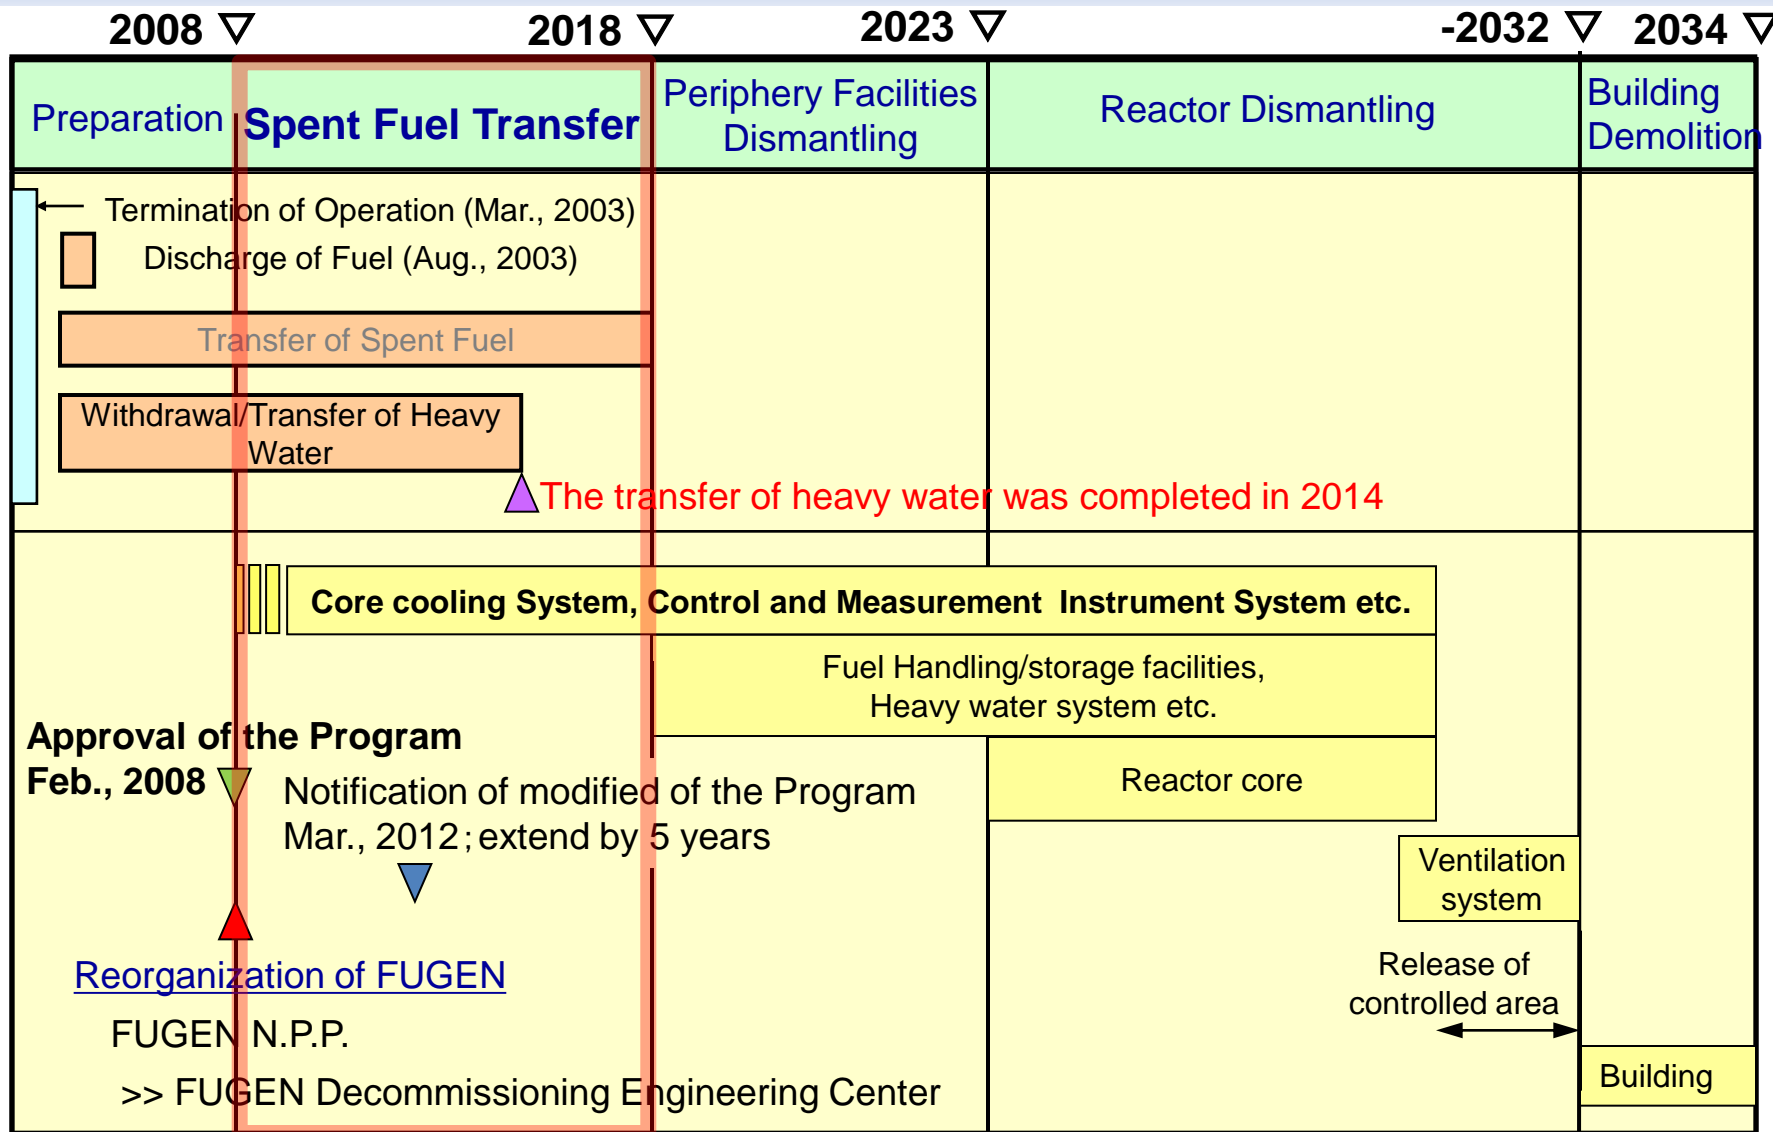 2008
2018
2023
-2032
2034
Preparation
Spent Fuel Transfer
Periphery Facilities
Dismantling
Reactor Dismantling
Building
Demolition
Termination of Operation (Mar., 2003)
Discharge of Fuel (Aug., 2003)
Transfer of Spent Fuel
Withdrawal/Transfer of Heavy
Water
The transfer of heavy water was completed in 2014
Core cooling System, Control and Measurement Instrument System etc.
Fuel Handling/storage facilities,
Heavy water system etc.
Approval of the Program
Feb., 2008
Notification of modified of the Program
Mar., 2012; extend by 5 years
Reactor core
Ventilation
system
Reorganization of FUGEN
Release of
controlled area
FUGEN N.P.P.
>> FUGEN Decommissioning Engineering Center
Building